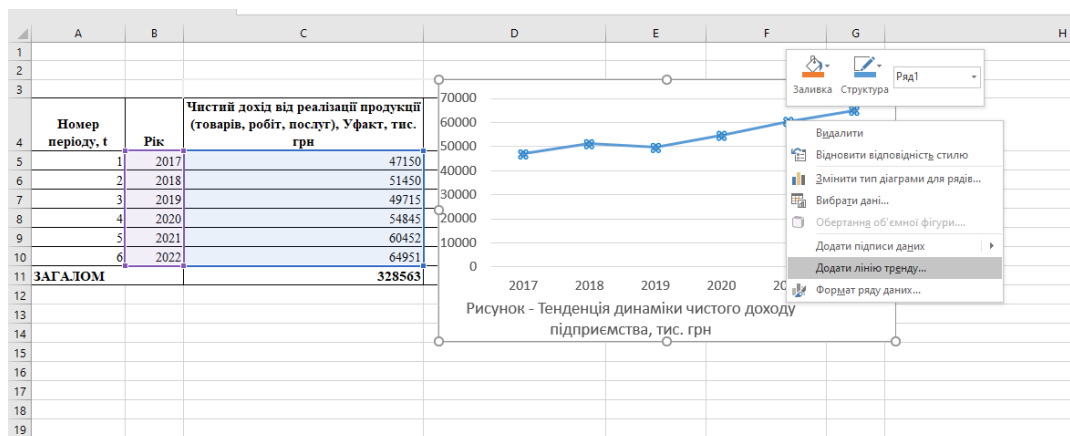 A B C D E F G H
1
2
3
4 Номер періоду, t Рік Чистий дохід від реалізації продукції (товарів, робіт, послуг), Уфакт, тис. грн
5 1 2017 47150
6 2 2018 51450
7 3 2019 49715
8 4 2020 54845
9 5 2021 60452
10 6 2022 64951
11 ЗАГАЛОМ 328563
12
13
14
15
16
17
18
19
70000
60000
50000
40000
30000
20000
10000
0
2017 2018 2019 2020
Рисунок - Тенденція динаміки чистого доходу
підприємства, тис. грн
Заливка Структура Ряд1
Видалити
Відновити відповідність стилю
Змінити тип діаграми для рядів...
Вибрати дані...
Обертання об'ємної фігури....
Додати підписи даних
Додати лінію тренду...
Формат ряду даних...